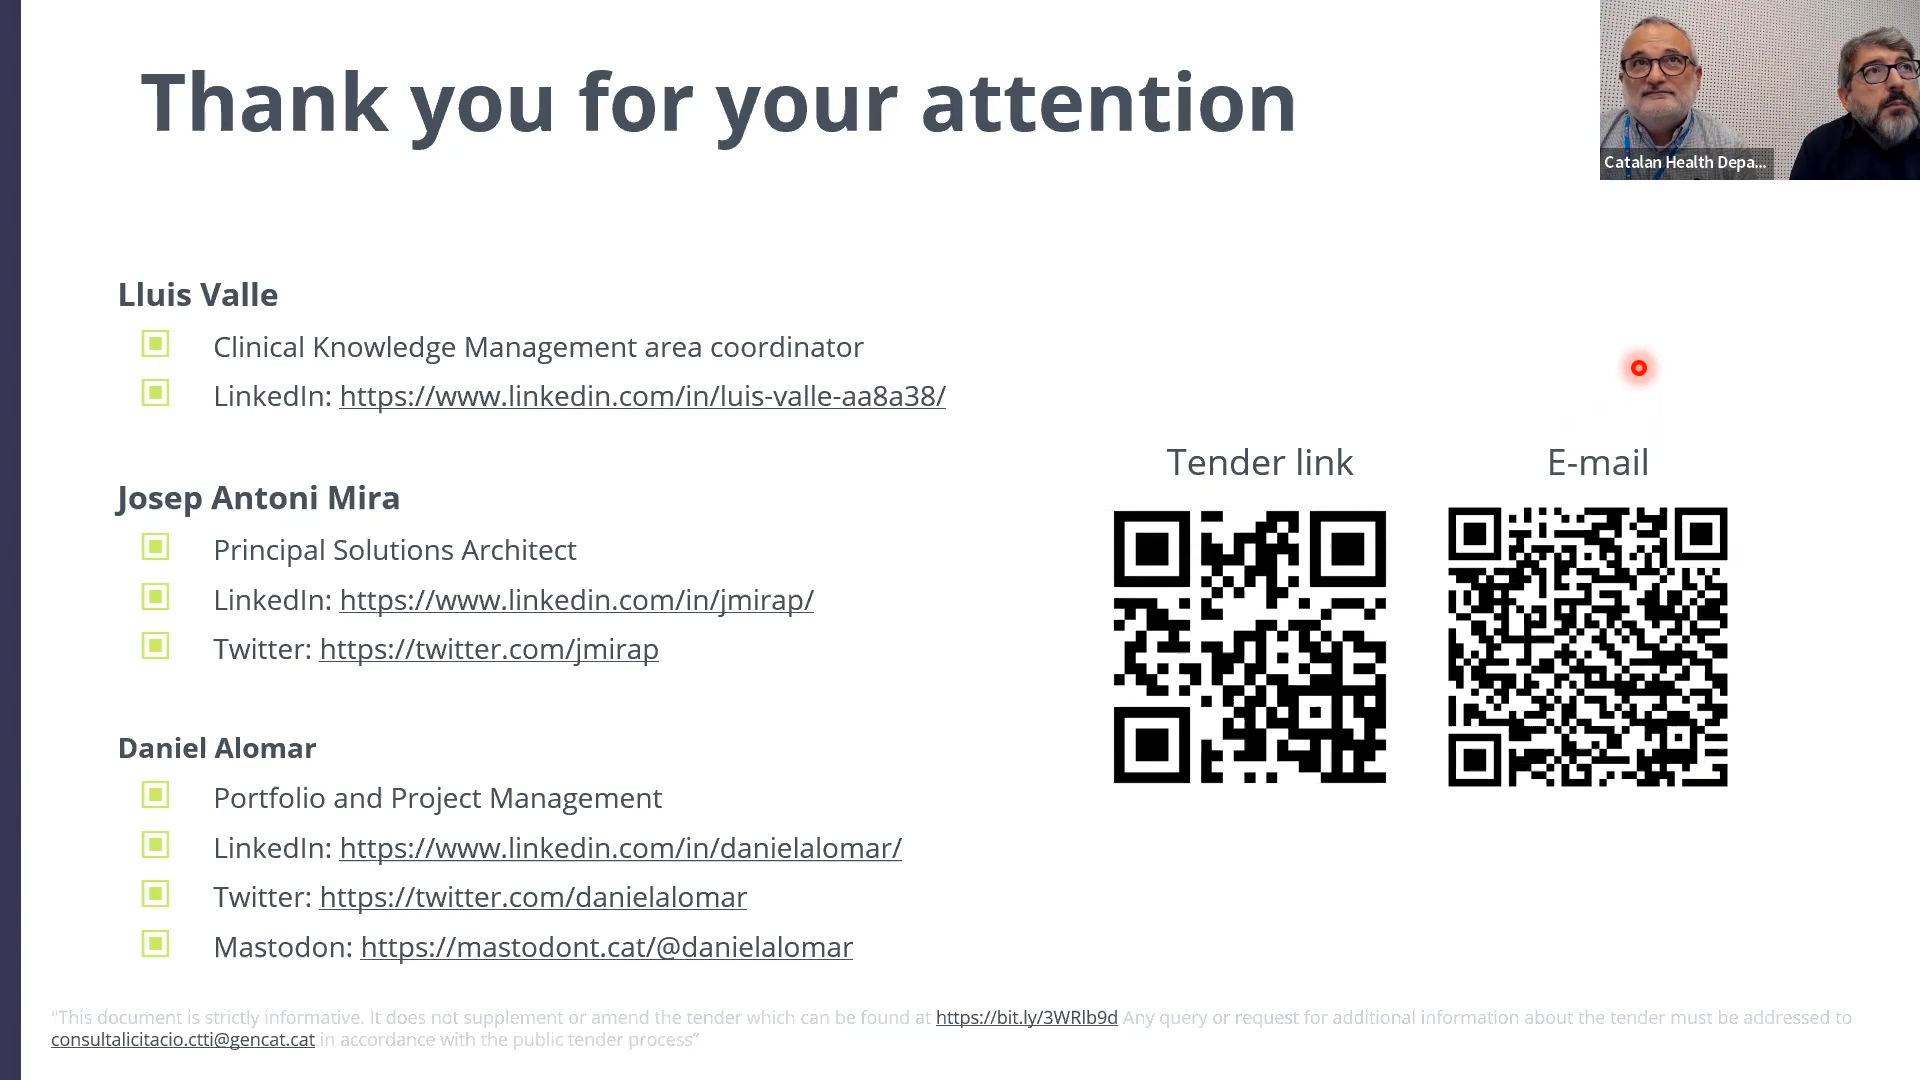 Thank you for your attention
Catalan Health Depa...
Lluis Valle
Clinical Knowledge Management area coordinator
LinkedIn: https://www.linkedin.com/in/luis-valle-aa8a38/
Josep Antoni Mira
Principal Solutions Architect
LinkedIn: https://www.linkedin.com/in/jmirap/
Twitter: https://twitter.com/jmirap
Daniel Alomar
Portfolio and Project Management
LinkedIn: https://www.linkedin.com/in/danielalomar/
Twitter: https://twitter.com/danielalomar
Mastodon: https://mastodont.cat/@danielalomar
Tender link
E-mail
"This document is strictly informative. It does not supplement or amend the tender which can be found at https://bit.ly/3WRlb9d Any query or request for additional information about the tender must be addressed to
consultalicitacio.ctti@gencat.cat in accordance with the public tender process”